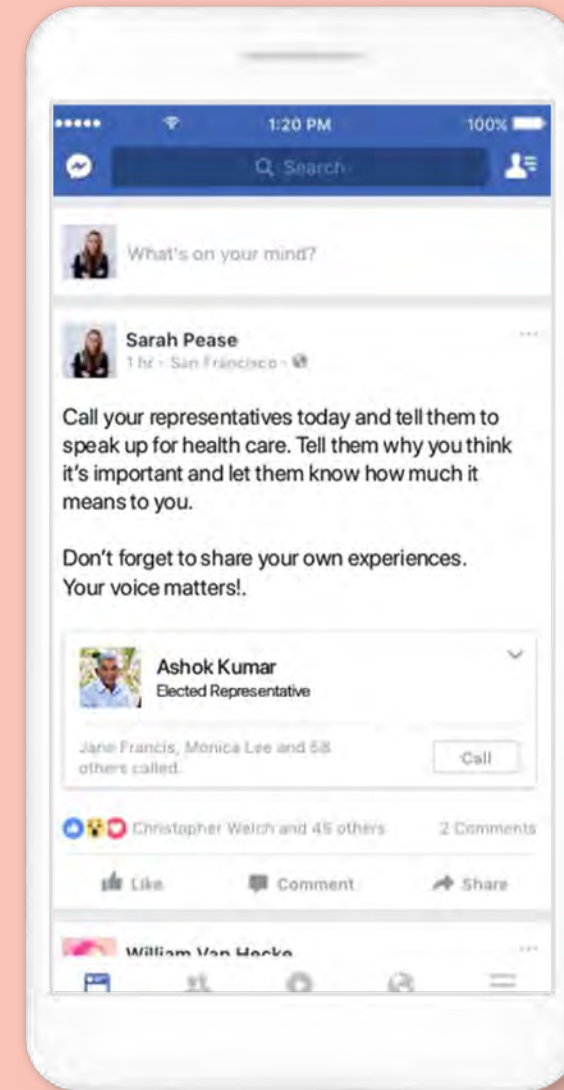 1:20 PM
100%
Search
What's on your mind?
Sarah Pease
1 hr · San Francisco ·
Call your representatives today and tell them to
speak up for health care. Tell them why you think
it's important and let them know how much it
means to you.
Don't forget to share your own experiences.
Your voice matters!.
Ashok Kumar
Elected Representative
Jane Francis, Monica Lee and 58
others called.
Call
Christopher Welch and 45 others
2 Comments
Like
Comment
Share
William Van Hecke